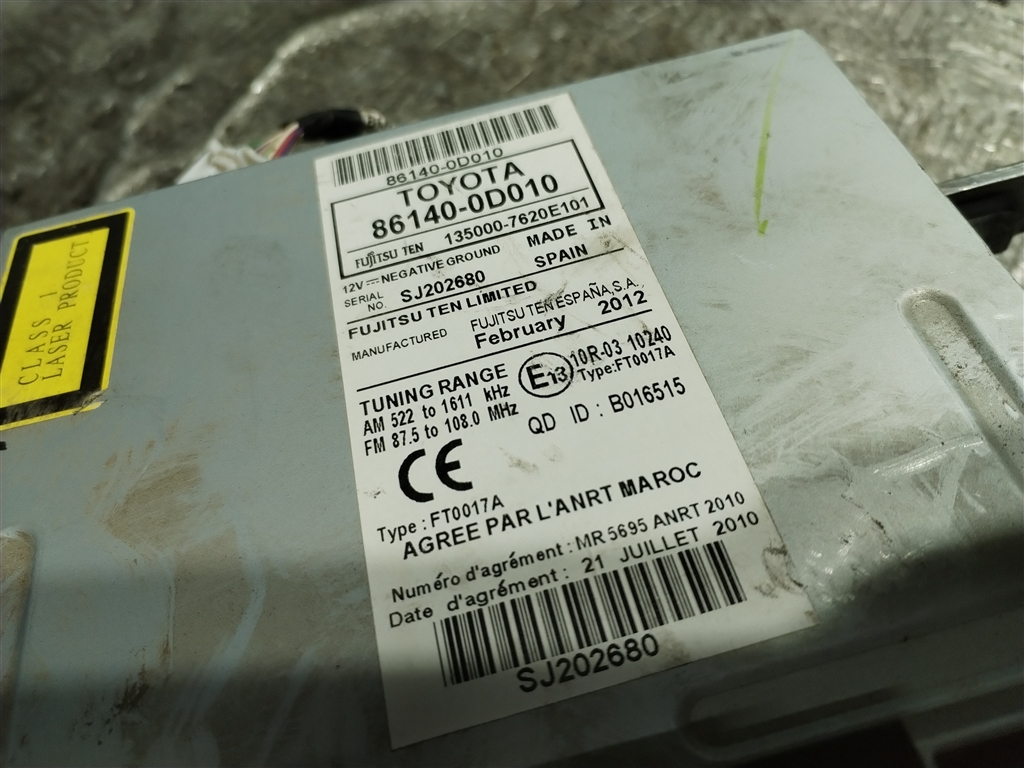 CLASS 1
LASER PRODUCT
86140-0D010
TOYOTA
86140-0D010
FUJITSU TEN 135000-7620E101
12V NEGATIVE GROUND MADE IN
SERIAL NO. SJ202680 SPAIN
FUJITSU TEN LIMITED
MANUFACTURED FUJITSU TEN ESPAÑA,S.A.,
February 2012
TUNING RANGE
AM 522 to 1611 kHz
FM 87.5 to 108.0 MHz
E13 10R-03 10240
Type:FT0017A
QD ID : B016515
CE
Type : FT0017A
AGREE PAR L'ANRT MAROC
Numéro d'agrément : MR 5695 ANRT 2010
Date d'agrément : 21 JUILLET 2010
SJ202680